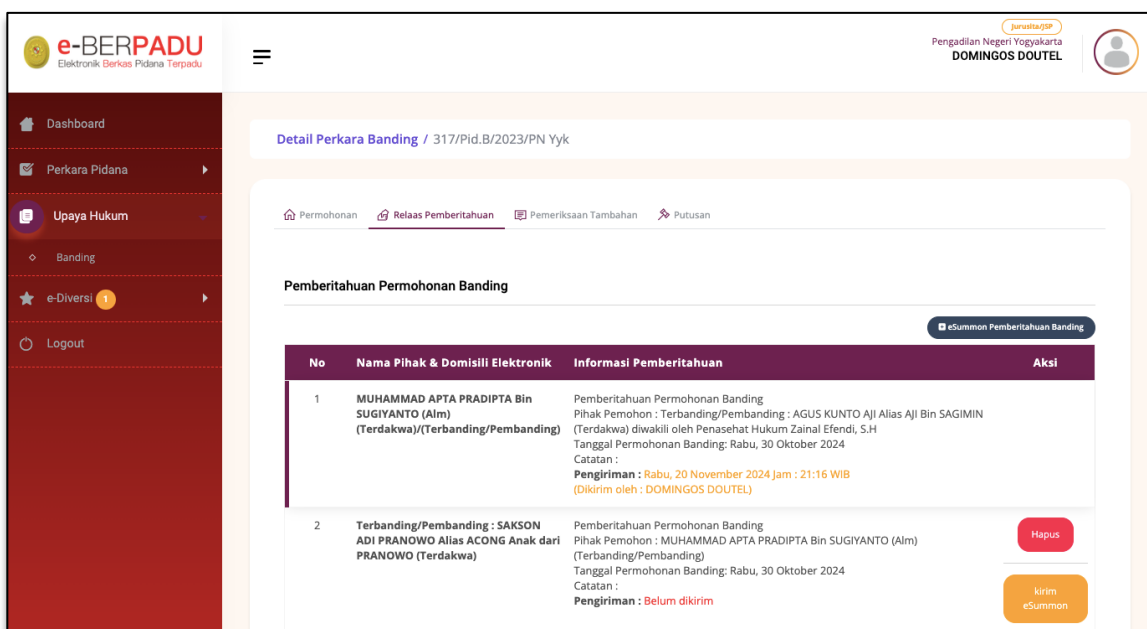 e-BERPADU
Elektronik Berkas Pidana Terpadu
Jurusita/JSP
Pengadilan Negeri Yogyakarta
DOMINGOS DOUTEL
Dashboard
Perkara Pidana
Upaya Hukum
Banding
e-Diversi 1
Logout
Detail Perkara Banding / 317/Pid.B/2023/PN Yyk
Permohonan Relaas Pemberitahuan Pemeriksaan Tambahan Putusan
Pemberitahuan Permohonan Banding
eSummon Pemberitahuan Banding
No Nama Pihak & Domisili Elektronik Informasi Pemberitahuan Aksi
1
MUHAMMAD APTA PRADIPTA Bin
SUGIYANTO (Alm)
(Terdakwa)/(Terbanding/Pembanding)
Pemberitahuan Permohonan Banding
Pihak Pemohon : Terbanding/Pembanding : AGUS KUNTO AJI Alias AJI Bin SAGIMIN
(Terdakwa) diwakili oleh Penasehat Hukum Zainal Efendi, S.H
Tanggal Permohonan Banding: Rabu, 30 Oktober 2024
Catatan :
Pengiriman : Rabu, 20 November 2024 Jam : 21:16 WIB
(Dikirim oleh : DOMINGOS DOUTEL)
2
Terbanding/Pembanding : SAKSON
ADI PRANOWO Alias ACONG Anak dari
PRANOWO (Terdakwa)
Pemberitahuan Permohonan Banding
Pihak Pemohon : MUHAMMAD APTA PRADIPTA Bin SUGIYANTO (Alm)
(Terbanding/Pembanding)
Tanggal Permohonan Banding: Rabu, 30 Oktober 2024
Catatan :
Pengiriman : Belum dikirim
Hapus
kirim
eSummon